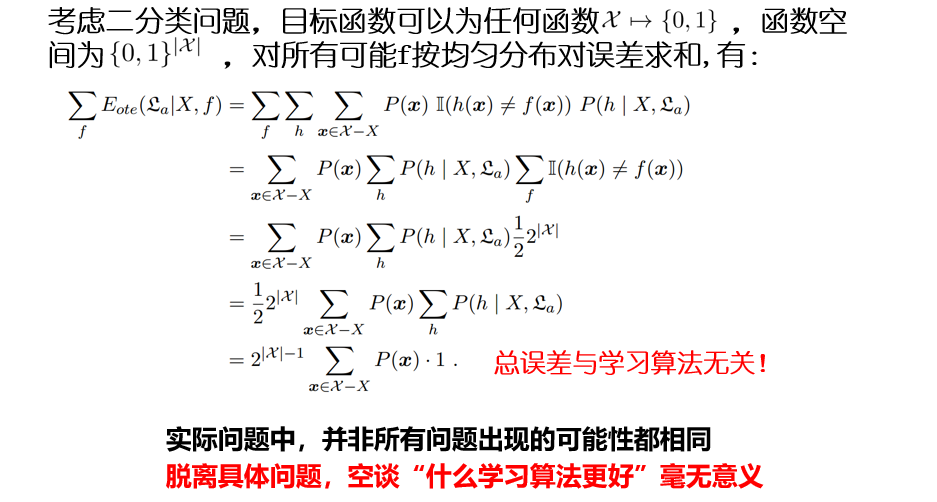 考虑二分类问题，目标函数可以为任何函数$\mathcal{X} \mapsto \{0,1\}$，函数空
间为$\{0,1\}^{|\mathcal{X}|}$，对所有可能f按均匀分布对误差求和,有：
$\sum_{f} E_{ote}(\mathfrak{L}_a|X,f) = \sum_{f}\sum_{h}\sum_{\boldsymbol{x}\in\mathcal{X}-X} P(\boldsymbol{x})\ \mathbb{I}(h(\boldsymbol{x}) \neq f(\boldsymbol{x}))\ P(h \mid X, \mathfrak{L}_a)$
$= \sum_{\boldsymbol{x}\in\mathcal{X}-X} P(\boldsymbol{x}) \sum_{h} P(h \mid X, \mathfrak{L}_a) \sum_{f} \mathbb{I}(h(\boldsymbol{x}) \neq f(\boldsymbol{x}))$
$= \sum_{\boldsymbol{x}\in\mathcal{X}-X} P(\boldsymbol{x}) \sum_{h} P(h \mid X, \mathfrak{L}_a) \frac{1}{2} 2^{|\mathcal{X}|}$
$= \frac{1}{2} 2^{|\mathcal{X}|} \sum_{\boldsymbol{x}\in\mathcal{X}-X} P(\boldsymbol{x}) \sum_{h} P(h \mid X, \mathfrak{L}_a)$
$= 2^{|\mathcal{X}|-1} \sum_{\boldsymbol{x}\in\mathcal{X}-X} P(\boldsymbol{x}) \cdot 1\ .$ 总误差与学习算法无关！
实际问题中，并非所有问题出现的可能性都相同
脱离具体问题，空谈“什么学习算法更好”毫无意义